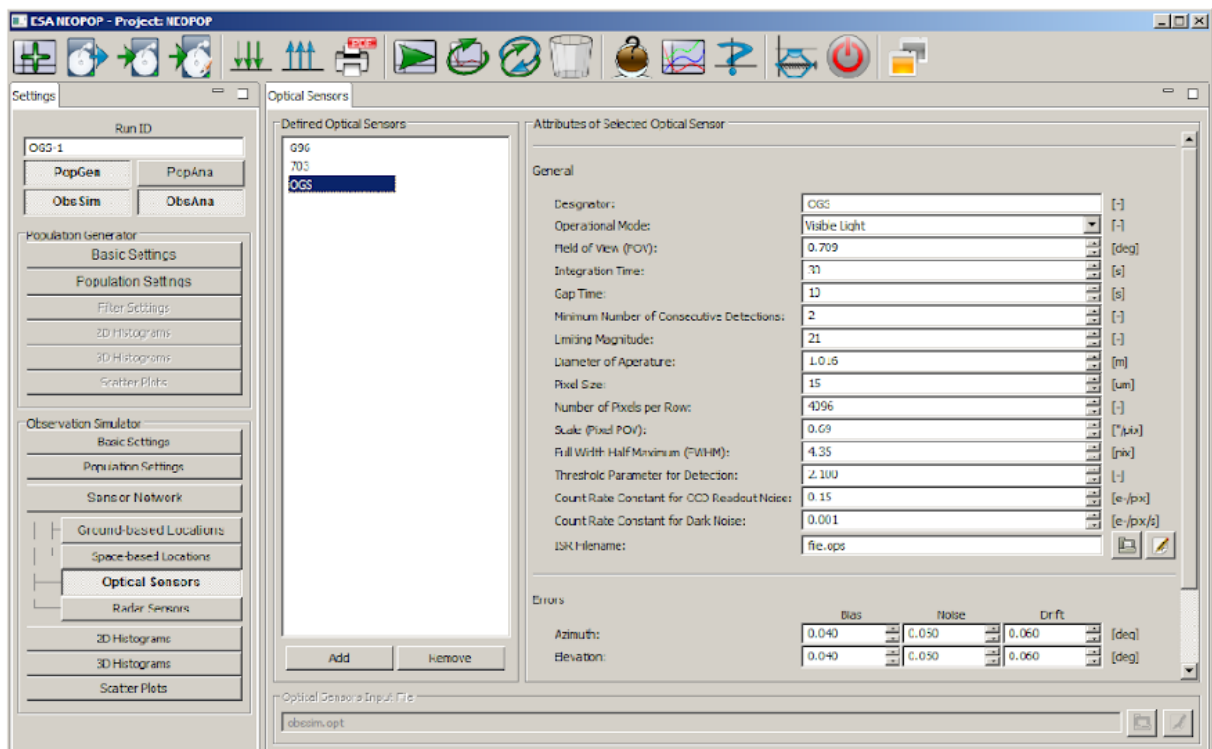 ESA NEOPOP - Project: NEOPOP
Settings
Run ID
OGS-1
PopGen PopAna
ObsSim ObsAna
Population Generator
Basic Settings
Population Settings
Filter Settings
2D Histograms
3D Histograms
Scatter Plots
Observation Simulator
Basic Settings
Population Settings
Sensor Network
Ground-based Locations
Space-based Locations
Optical Sensors
Radar Sensors
2D Histograms
3D Histograms
Scatter Plots
Optical Sensors
Defined Optical Sensors
G96
703
OGS
Add Remove
Attributes of Selected Optical Sensor
General
Designator: OGS [-]
Operational Mode: Visible Light [-]
Field of View (FOV): 0.709 [deg]
Integration Time: 30 [s]
Gap Time: 10 [s]
Minimum Number of Consecutive Detections: 2 [-]
Limiting Magnitude: 21 [-]
Diameter of Aperature: 1.016 [m]
Pixel Size: 15 [um]
Number of Pixels per Row: 4096 [-]
Scale (Pixel FOV): 0.69 ["/pix]
Full Width Half Maximum (FWHM): 4.35 [pix]
Threshold Parameter for Detection: 2.100 [-]
Count Rate Constant for CCD Readout Noise: 0.15 [e-/px]
Count Rate Constant for Dark Noise: 0.001 [e-/px/s]
ISR Filename: fre.ops
Errors
Bias Noise Drift
Azimuth: 0.040 0.050 0.060 [deg]
Elevation: 0.040 0.050 0.060 [deg]
Optical Sensors Input File
obssim.opt